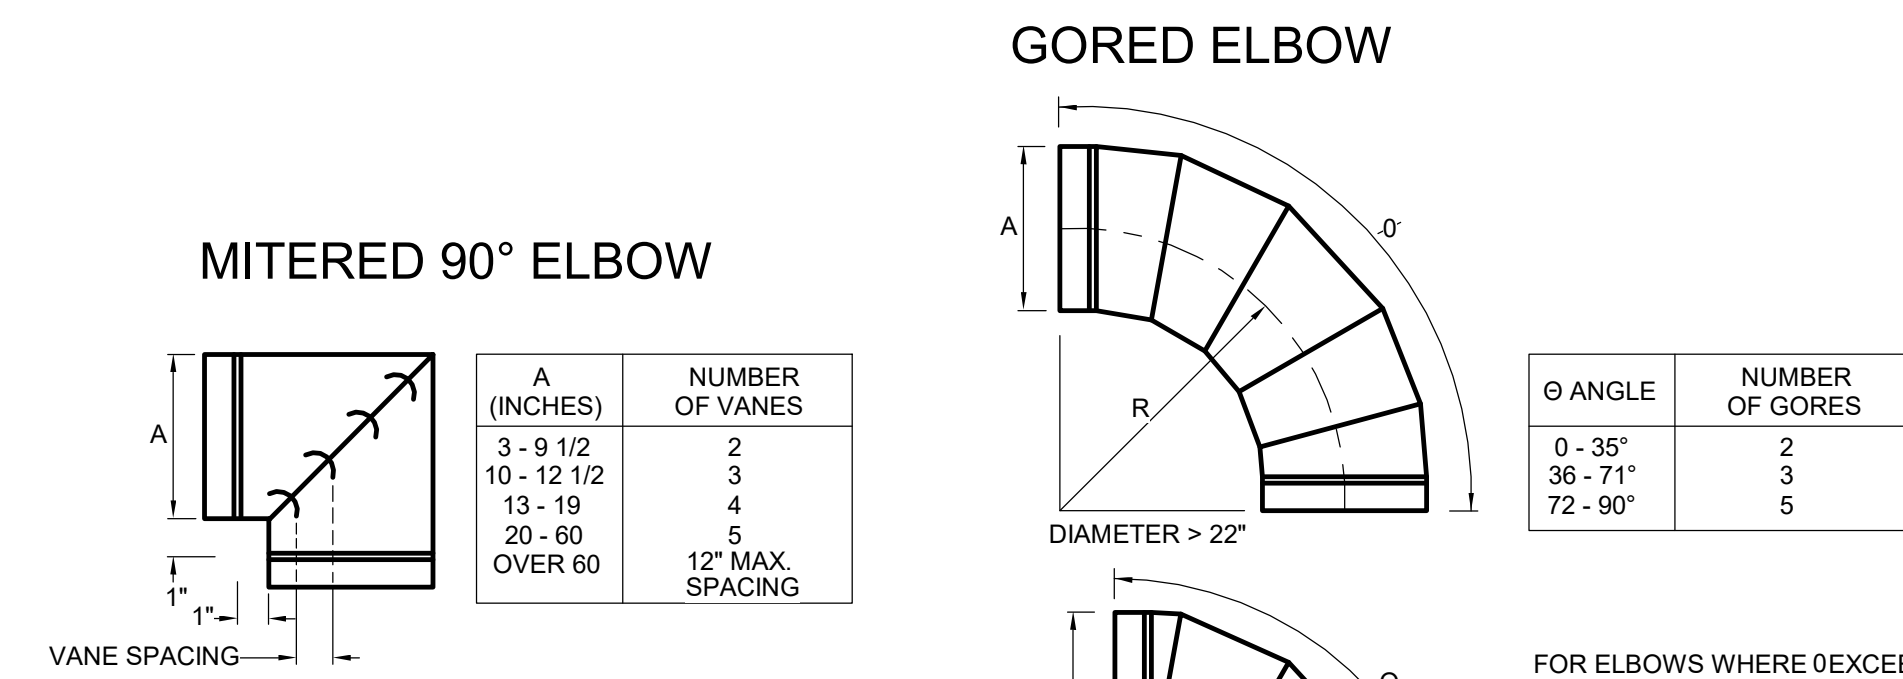 GORED ELBOW
MITERED 90° ELBOW
A
A
(INCHES)
NUMBER
OF VANES
3 - 9 1/2 2
10 - 12 1/2 3
13 - 19 4
20 - 60 5
OVER 60 12" MAX.
SPACING
1"
1"
VANE SPACING
A
0
R
DIAMETER > 22"
Θ ANGLE
NUMBER
OF GORES
0 - 35° 2
36 - 71° 3
72 - 90° 5
FOR ELBOWS WHERE 0